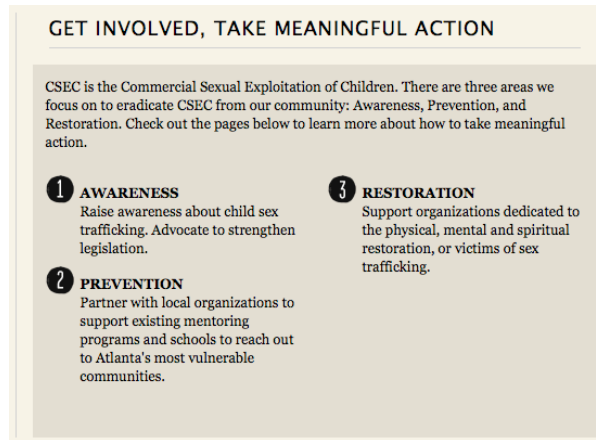 GET INVOLVED, TAKE MEANINGFUL ACTION
CSEC is the Commercial Sexual Exploitation of Children. There are three areas we
focus on to eradicate CSEC from our community: Awareness, Prevention, and
Restoration. Check out the pages below to learn more about how to take meaningful
action.
1 AWARENESS
Raise awareness about child sex
trafficking. Advocate to strengthen
legislation.
2 PREVENTION
Partner with local organizations to
support existing mentoring
programs and schools to reach out
to Atlanta's most vulnerable
communities.
3 RESTORATION
Support organizations dedicated to
the physical, mental and spiritual
restoration, or victims of sex
trafficking.